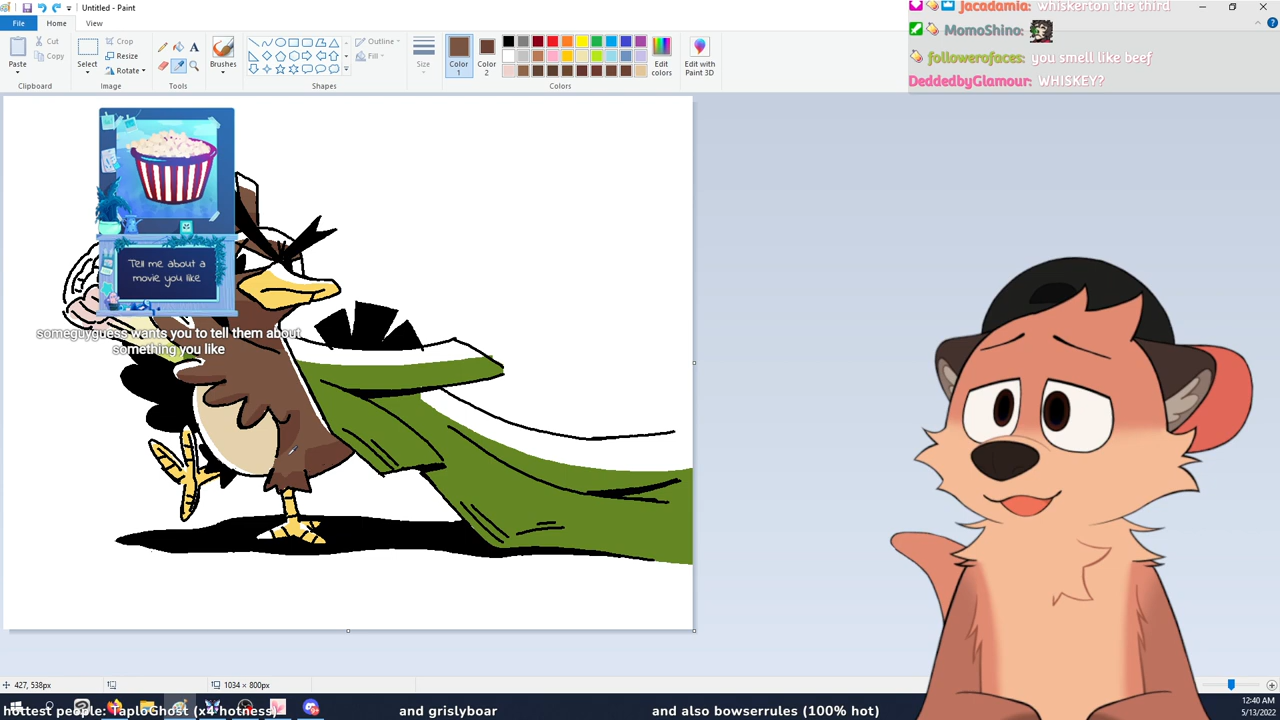 Untitled - Paint
File
Home
View
Paste
Cut
Copy
Clipboard
Select
Crop
Resize
Rotate
Image
Tools
Brushes
Shapes
Outline
Fill
Size
Color 1
Color 2
Edit colors
Colors
Edit with Paint 3D
Jacadamia: whiskerton the third
MomoShino:
followerofaces: you smell like beef
DeddedbyGlamour: WHISKEY?
Tell me about a
movie you like
someguyguess wants you to tell them about
something you like
427, 538px
1034 × 800px
hottest people: TaploGhost (x4 hotness)
and grislyboar
and also bowserrules (100% hot)
12:40 AM
5/13/2022